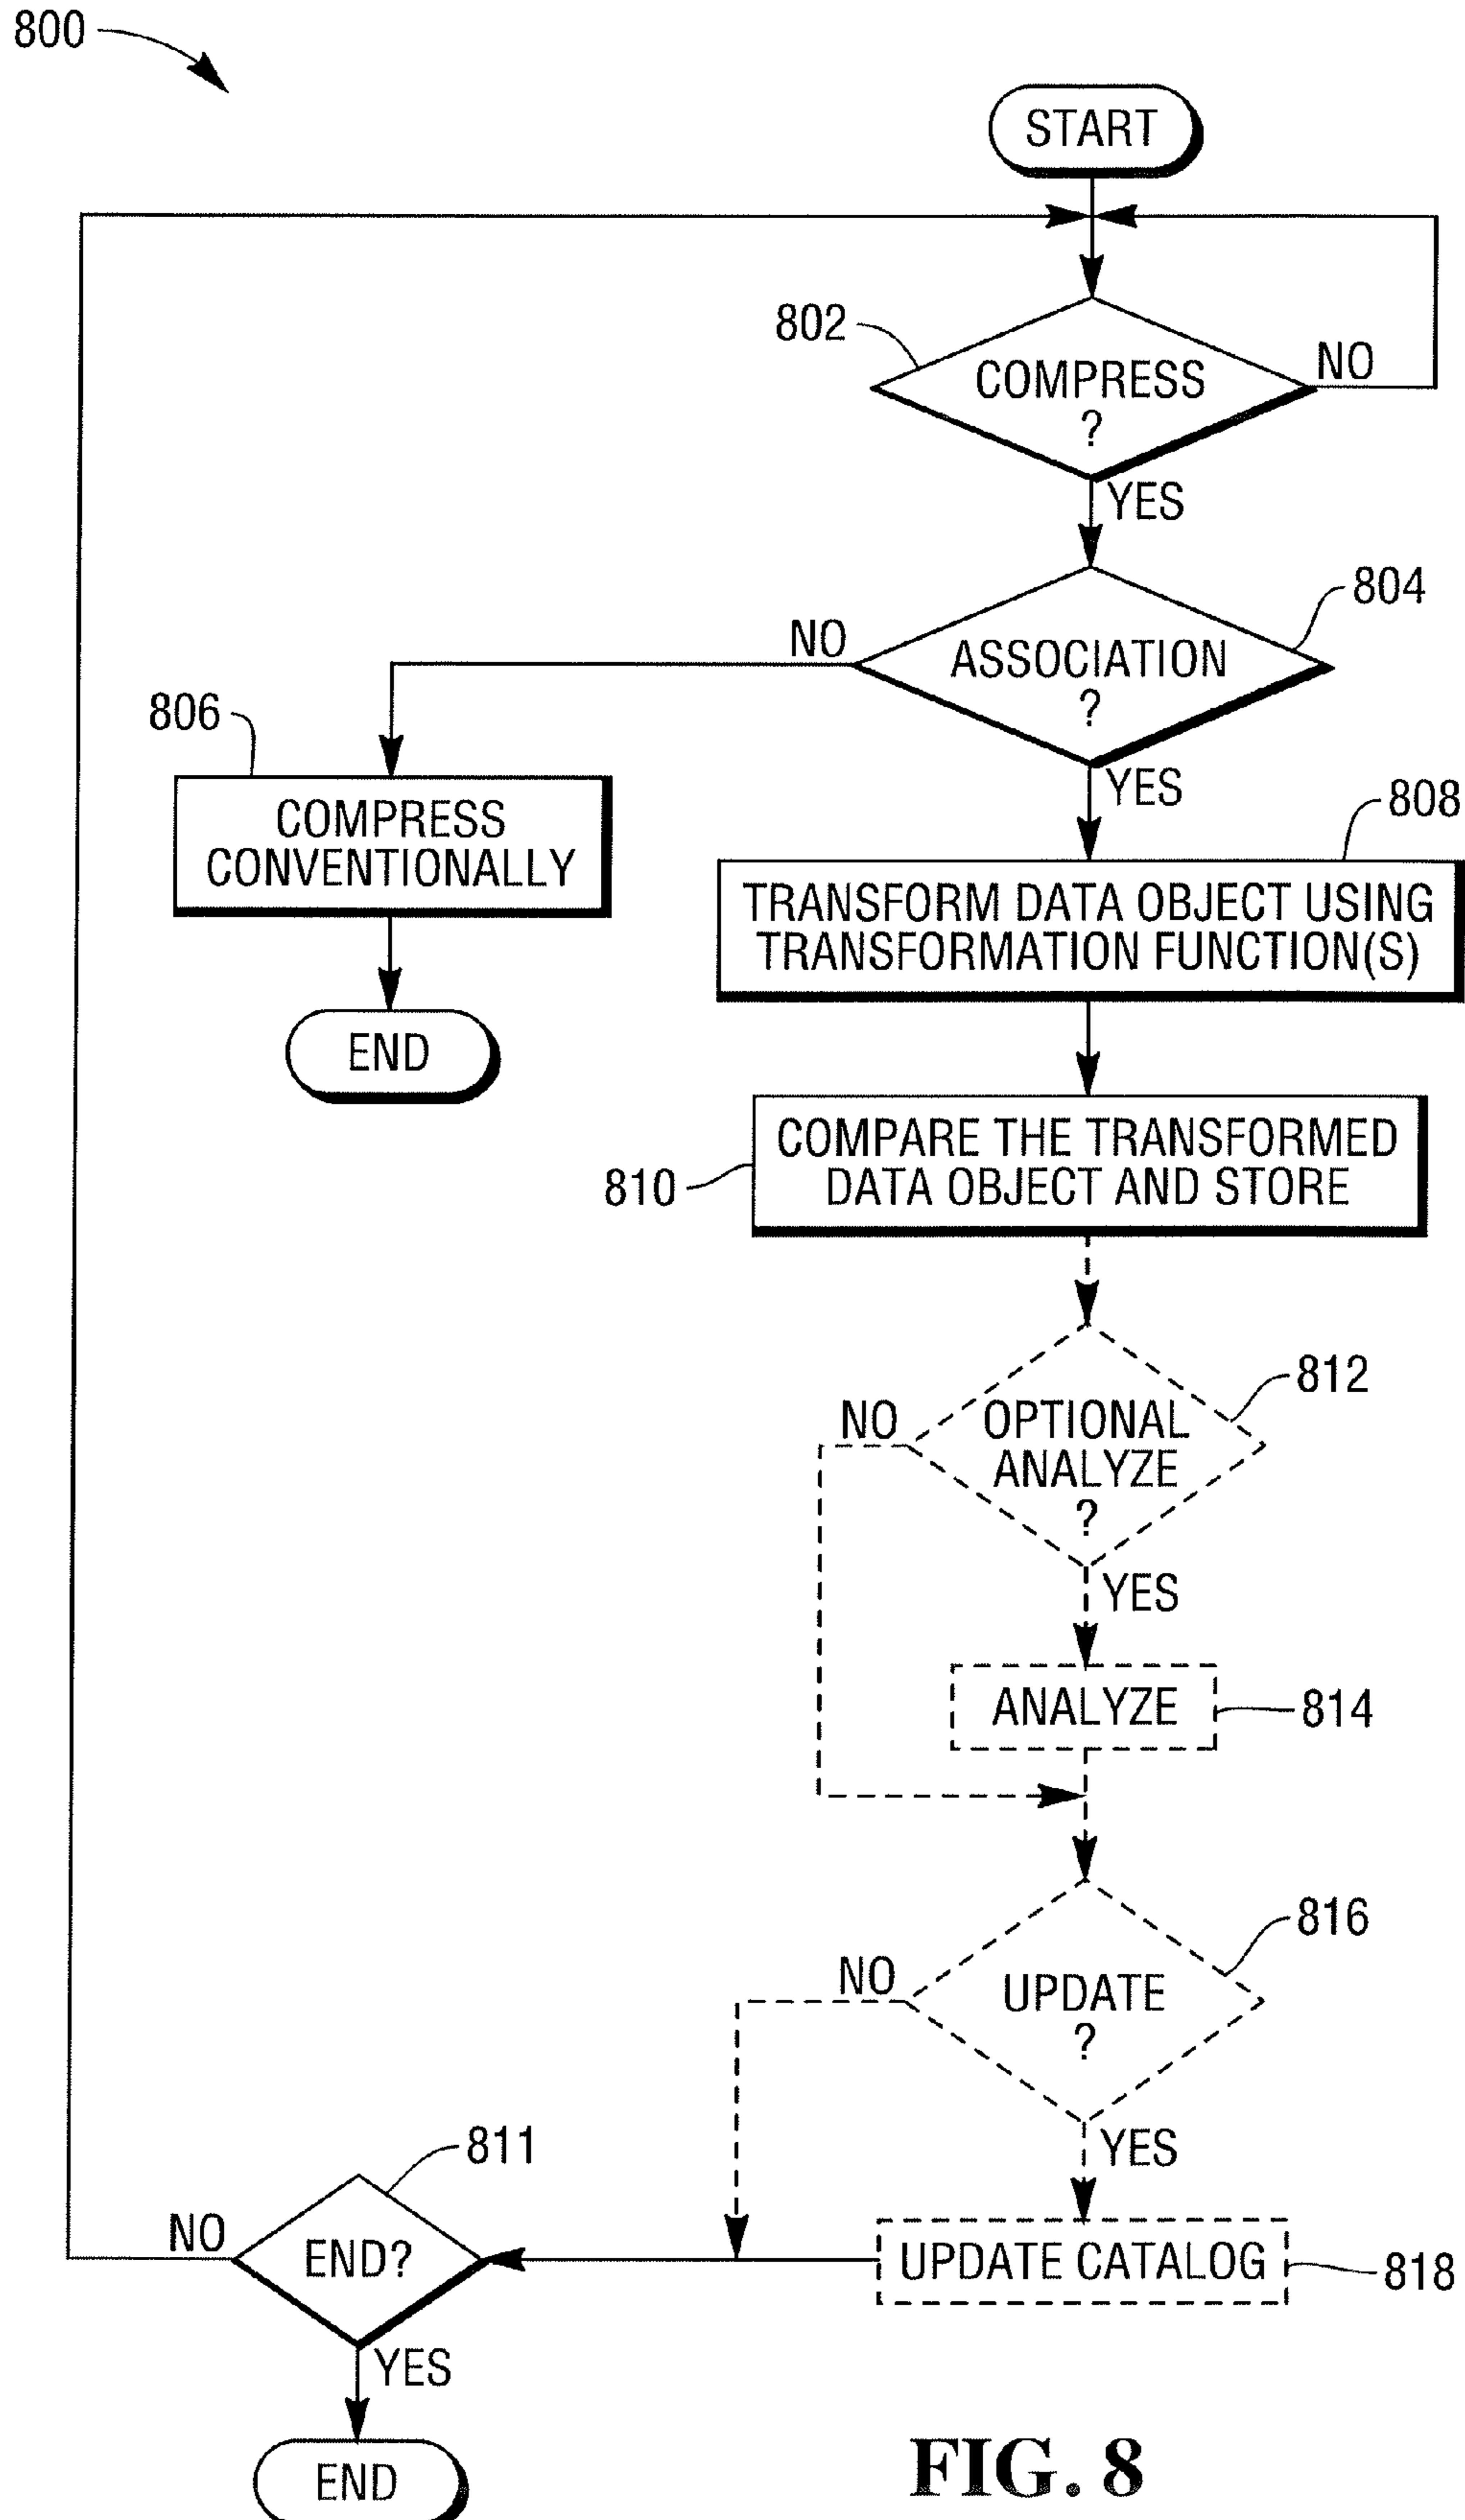 800
START
802
COMPRESS
?
NO
YES
804
ASSOCIATION
?
NO
YES
806
COMPRESS
CONVENTIONALLY
END
808
TRANSFORM DATA OBJECT USING
TRANSFORMATION FUNCTION(S)
810
COMPARE THE TRANSFORMED
DATA OBJECT AND STORE
812
OPTIONAL
ANALYZE
?
NO
YES
ANALYZE
814
816
UPDATE
?
NO
YES
UPDATE CATALOG
818
811
END?
NO
YES
END
FIG. 8